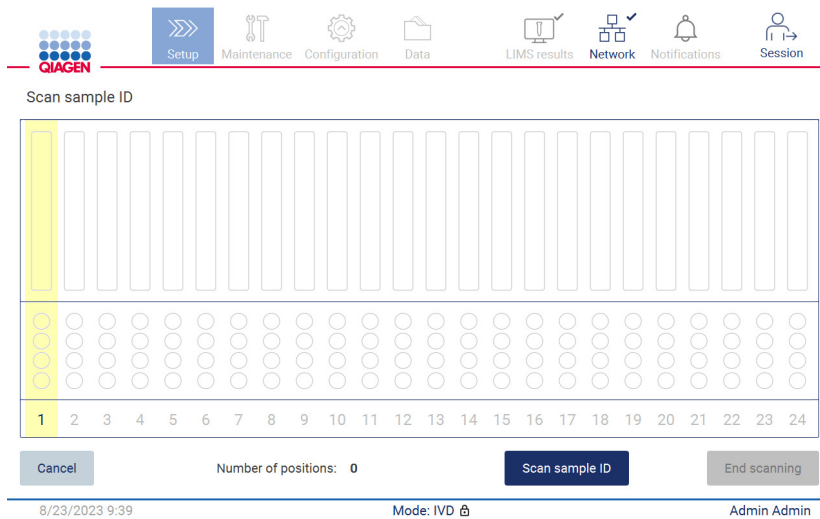 QIAGEN
Setup Maintenance Configuration Data LIMS results Network Notifications Session
Scan sample ID
1 2 3 4 5 6 7 8 9 10 11 12 13 14 15 16 17 18 19 20 21 22 23 24
Cancel Number of positions: 0 Scan sample ID End scanning
8/23/2023 9:39 Mode: IVD Admin Admin